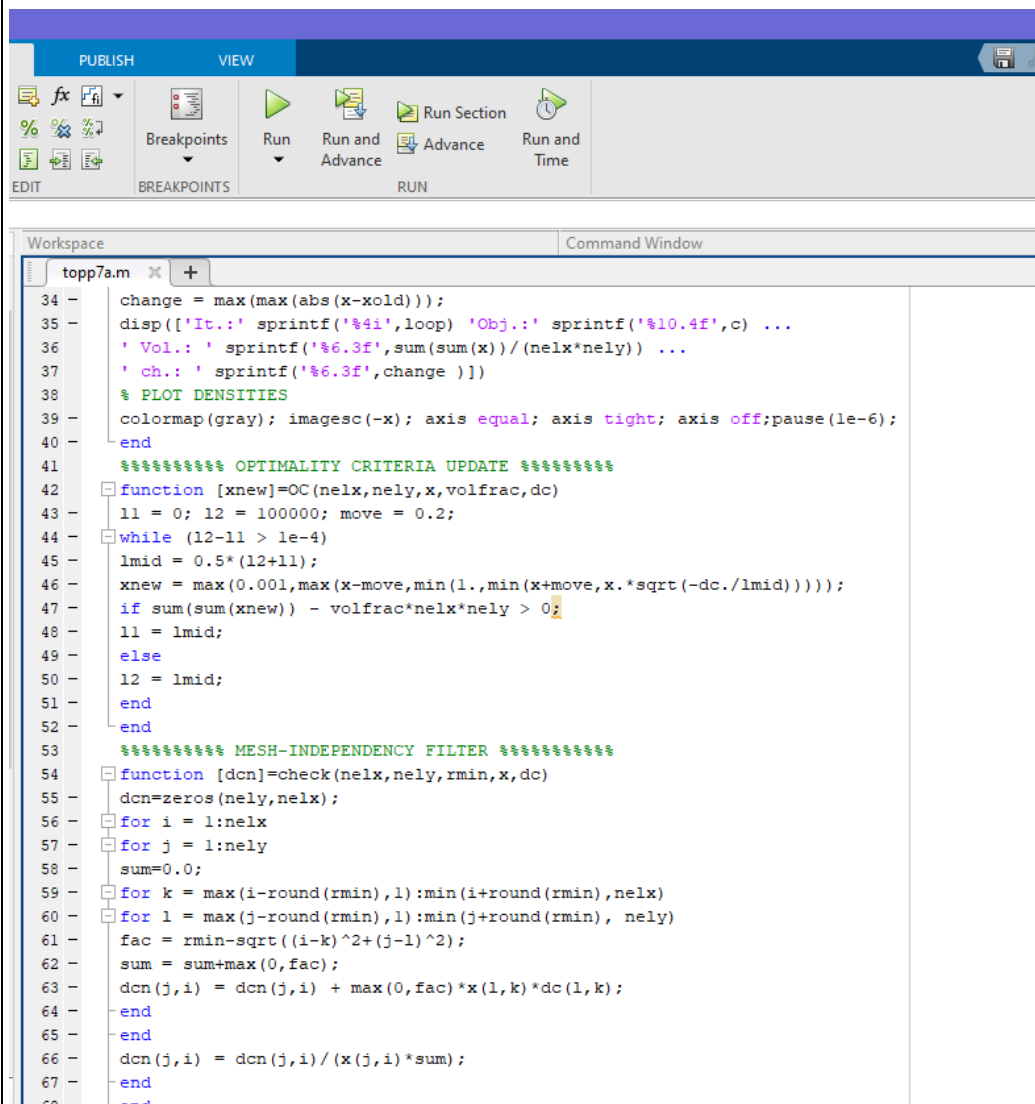 PUBLISH VIEW
fx fi
Breakpoints Run Run and Advance Run Section Advance Run and Time
EDIT BREAKPOINTS RUN
Workspace Command Window
topp7a.m × +
34 – change = max(max(abs(x-xold)));
35 – disp(['It.:' sprintf('%4i',loop) 'Obj.:' sprintf('%10.4f',c) ...
36 ' Vol.: ' sprintf('%6.3f',sum(sum(x))/(nelx*nely)) ...
37 ' ch.: ' sprintf('%6.3f',change )])
38 % PLOT DENSITIES
39 – colormap(gray); imagesc(-x); axis equal; axis tight; axis off;pause(1e-6);
40 – end
41 %%%%%%%%%% OPTIMALITY CRITERIA UPDATE %%%%%%%%%
42 function [xnew]=OC(nelx,nely,x,volfrac,dc)
43 – l1 = 0; l2 = 100000; move = 0.2;
44 – while (l2-l1 > 1e-4)
45 – lmid = 0.5*(l2+l1);
46 – xnew = max(0.001,max(x-move,min(1.,min(x+move,x.*sqrt(-dc./lmid)))));
47 – if sum(sum(xnew)) - volfrac*nelx*nely > 0;
48 – l1 = lmid;
49 – else
50 – l2 = lmid;
51 – end
52 – end
53 %%%%%%%%%% MESH-INDEPENDENCY FILTER %%%%%%%%%%%
54 function [dcn]=check(nelx,nely,rmin,x,dc)
55 – dcn=zeros(nely,nelx);
56 – for i = 1:nelx
57 – for j = 1:nely
58 – sum=0.0;
59 – for k = max(i-round(rmin),1):min(i+round(rmin),nelx)
60 – for l = max(j-round(rmin),1):min(j+round(rmin), nely)
61 – fac = rmin-sqrt((i-k)^2+(j-l)^2);
62 – sum = sum+max(0,fac);
63 – dcn(j,i) = dcn(j,i) + max(0,fac)*x(l,k)*dc(l,k);
64 – end
65 – end
66 – dcn(j,i) = dcn(j,i)/(x(j,i)*sum);
67 – end